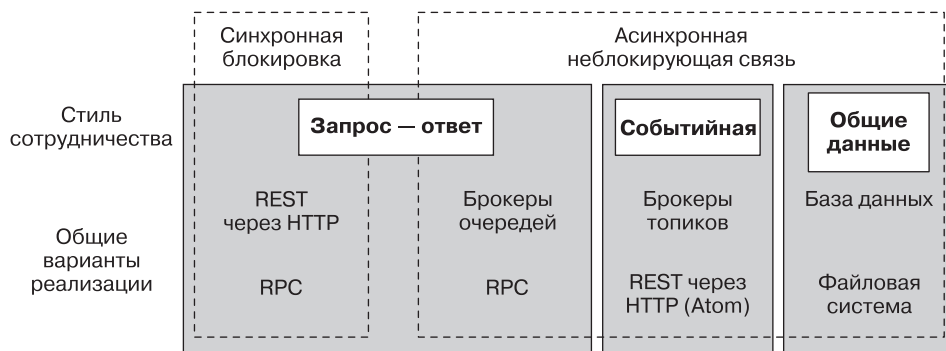 Синхронная
блокировка
Асинхронная
неблокирующая связь
Стиль
сотрудничества
Запрос — ответ
Событийная
Общие
данные
Общие
варианты
реализации
REST
через HTTP
Брокеры
очередей
Брокеры
топиков
База данных
RPC
RPC
REST через
HTTP (Atom)
Файловая
система